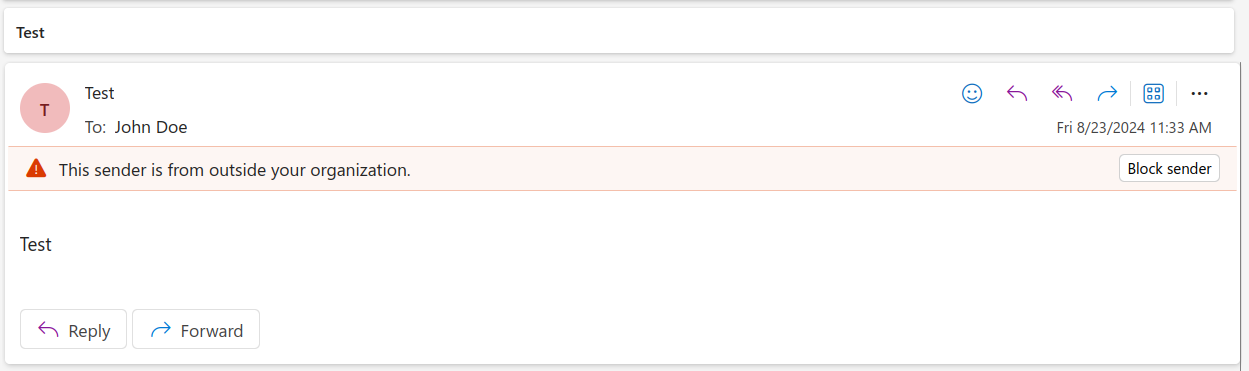 Test
T
Test
To: John Doe
Fri 8/23/2024 11:33 AM
This sender is from outside your organization.
Block sender
Test
Reply
Forward